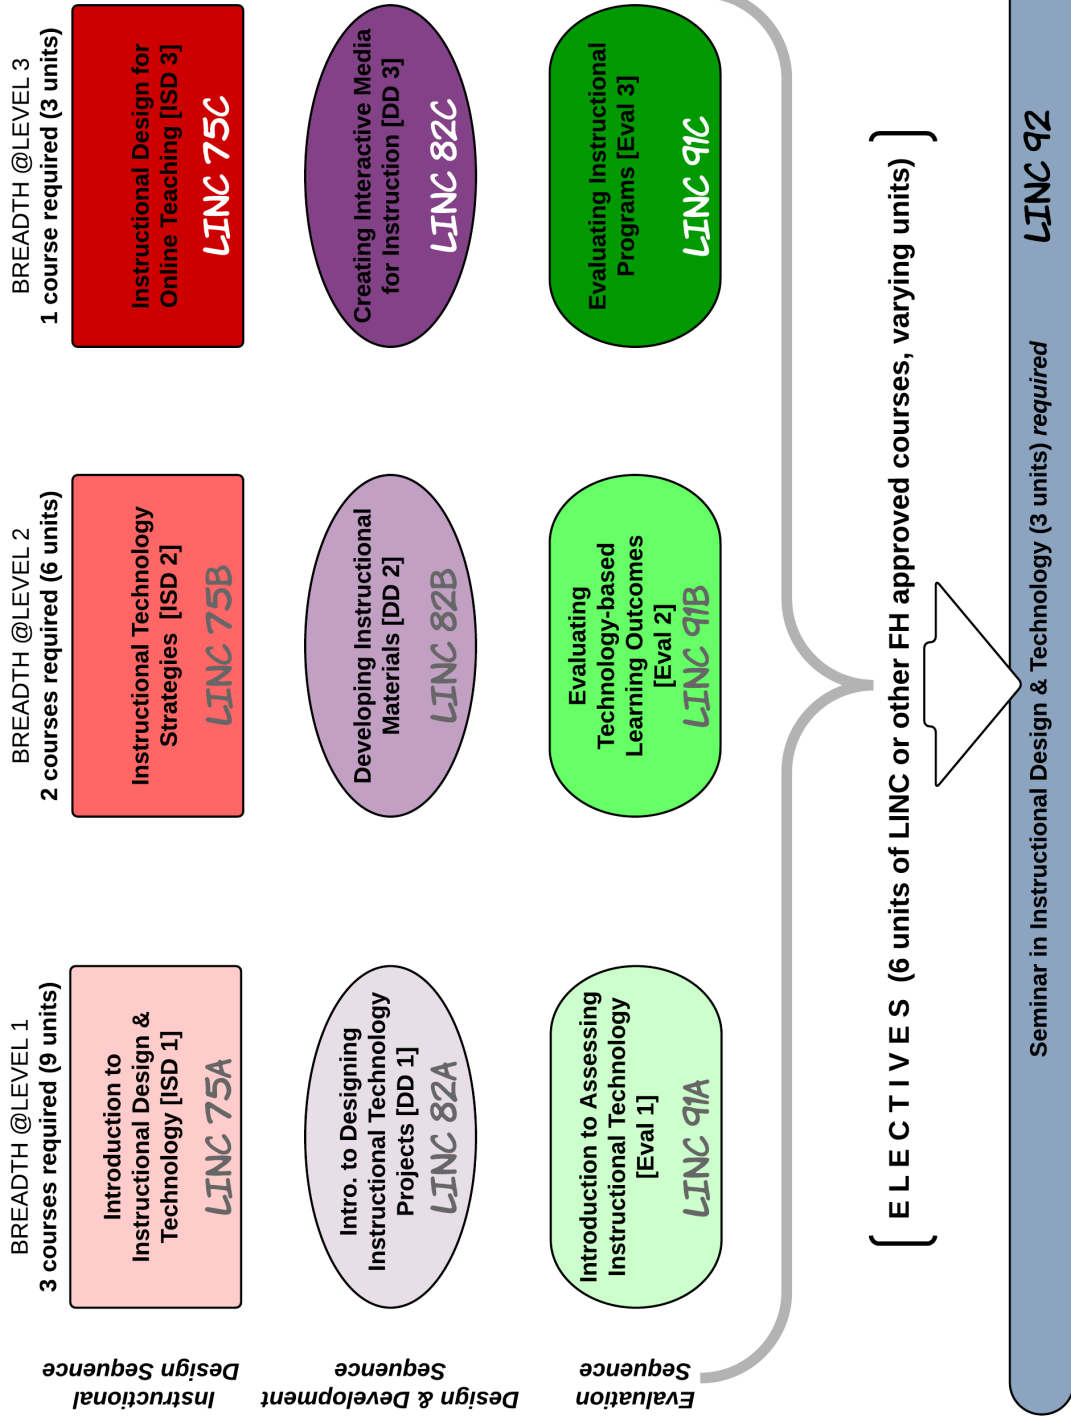 BREADTH @LEVEL 1
3 courses required (9 units)
BREADTH @LEVEL 2
2 courses required (6 units)
BREADTH @LEVEL 3
1 course required (3 units)
Instructional
Design Sequence
Introduction to
Instructional Design &
Technology [ISD 1]
LINC 75A
Instructional Technology
Strategies [ISD 2]
LINC 75B
Instructional Design for
Online Teaching [ISD 3]
LINC 75C
Design & Development
Sequence
Intro. to Designing
Instructional Technology
Projects [DD 1]
LINC 82A
Developing Instructional
Materials [DD 2]
LINC 82B
Creating Interactive Media
for Instruction [DD 3]
LINC 82C
Evaluation
Sequence
Introduction to Assessing
Instructional Technology
[Eval 1]
LINC 91A
Evaluating
Technology-based
Learning Outcomes
[Eval 2]
LINC 91B
Evaluating Instructional
Programs [Eval 3]
LINC 91C
[ E L E C T I V E S (6 units of LINC or other FH approved courses, varying units) ]
Seminar in Instructional Design & Technology (3 units) required LINC 92